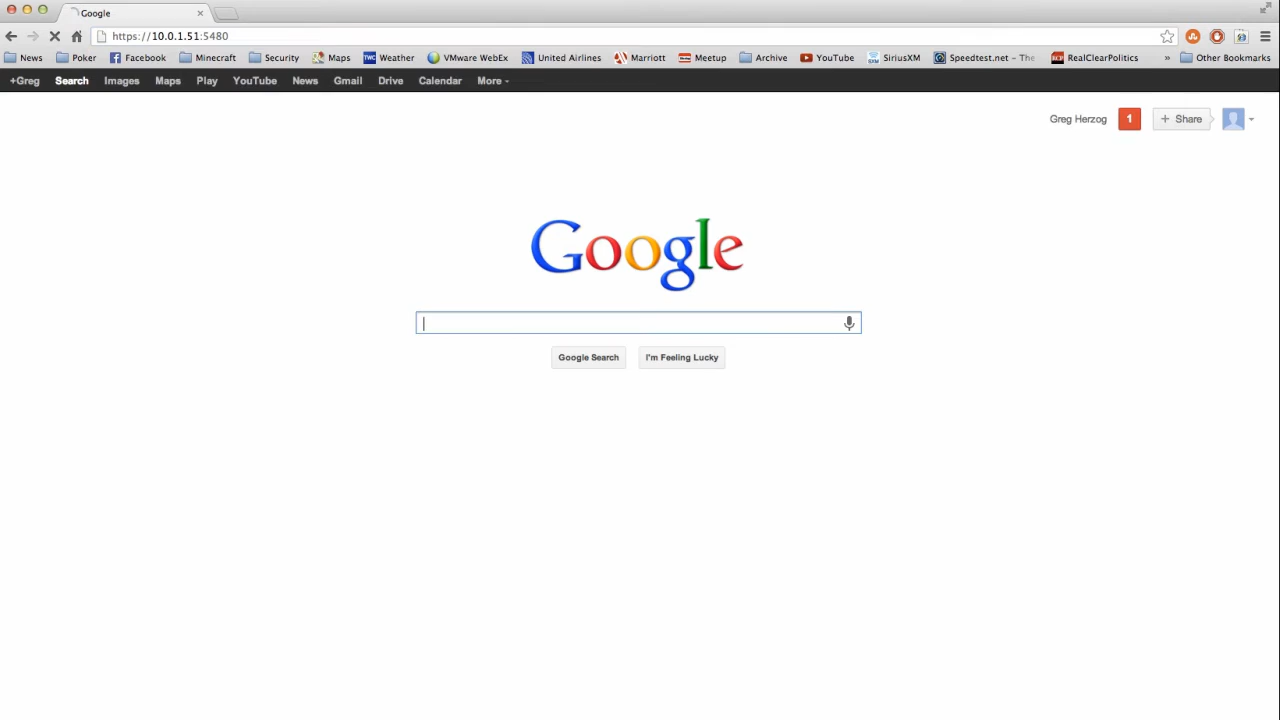 Google
https://10.0.1.51:5480
News Poker Facebook Minecraft Security Maps Weather VMware WebEx United Airlines Marriott Meetup Archive YouTube SiriusXM Speedtest.net - The RealClearPolitics » Other Bookmarks
+Greg Search Images Maps Play YouTube News Gmail Drive Calendar More
Greg Herzog 1 + Share
Google
Google Search I'm Feeling Lucky